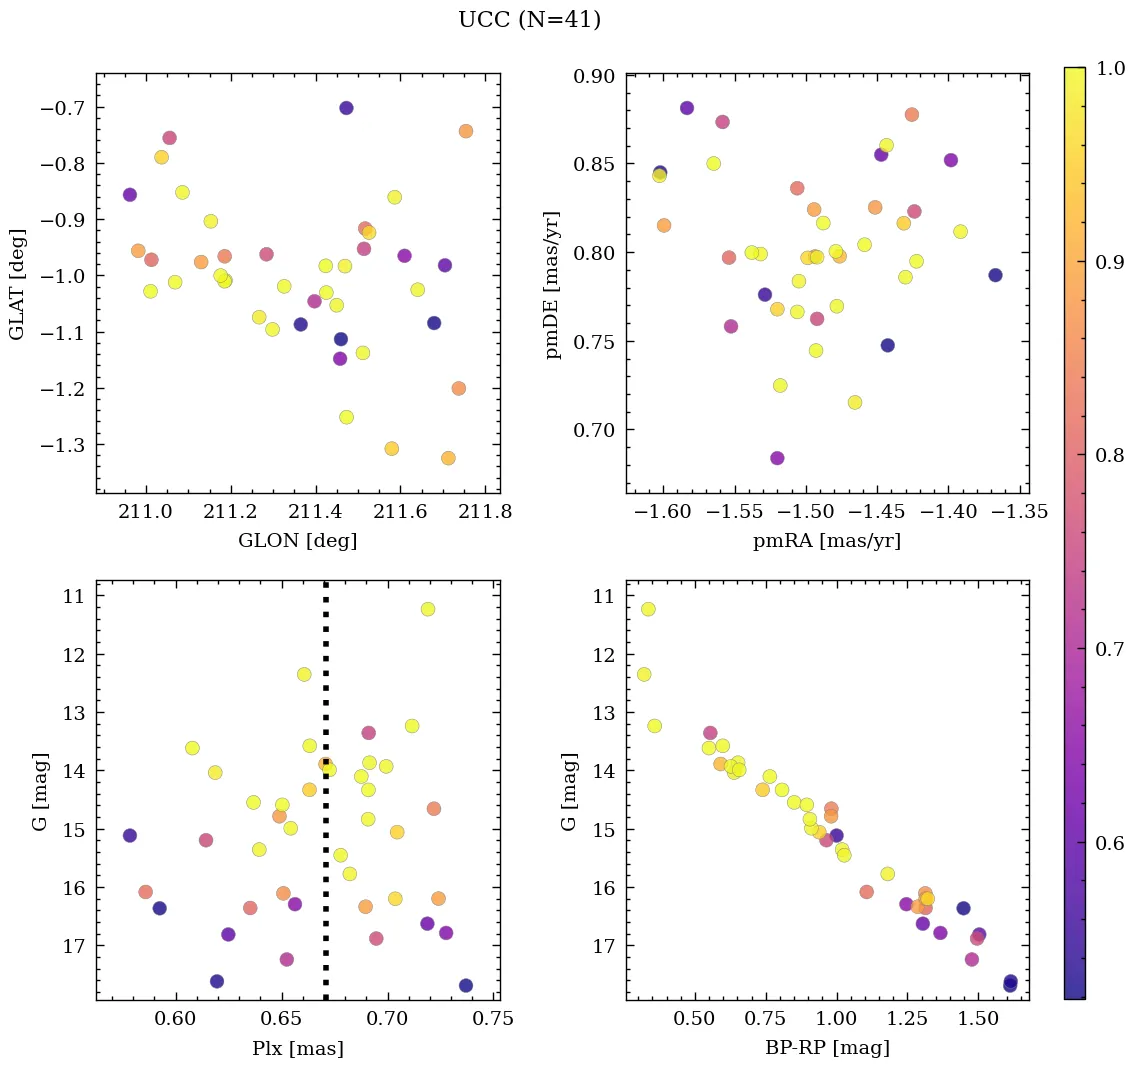 UCC (N=41)
−0.7
−0.8
−0.9
−1.0
−1.1
−1.2
−1.3
GLAT [deg]
211.0 211.2 211.4 211.6 211.8
GLON [deg]
0.90
0.85
0.80
0.75
0.70
pmDE [mas/yr]
−1.60 −1.55 −1.50 −1.45 −1.40 −1.35
pmRA [mas/yr]
11
12
13
14
15
16
17
G [mag]
0.60 0.65 0.70 0.75
Plx [mas]
11
12
13
14
15
16
17
G [mag]
0.50 0.75 1.00 1.25 1.50
BP-RP [mag]
1.0
0.9
0.8
0.7
0.6